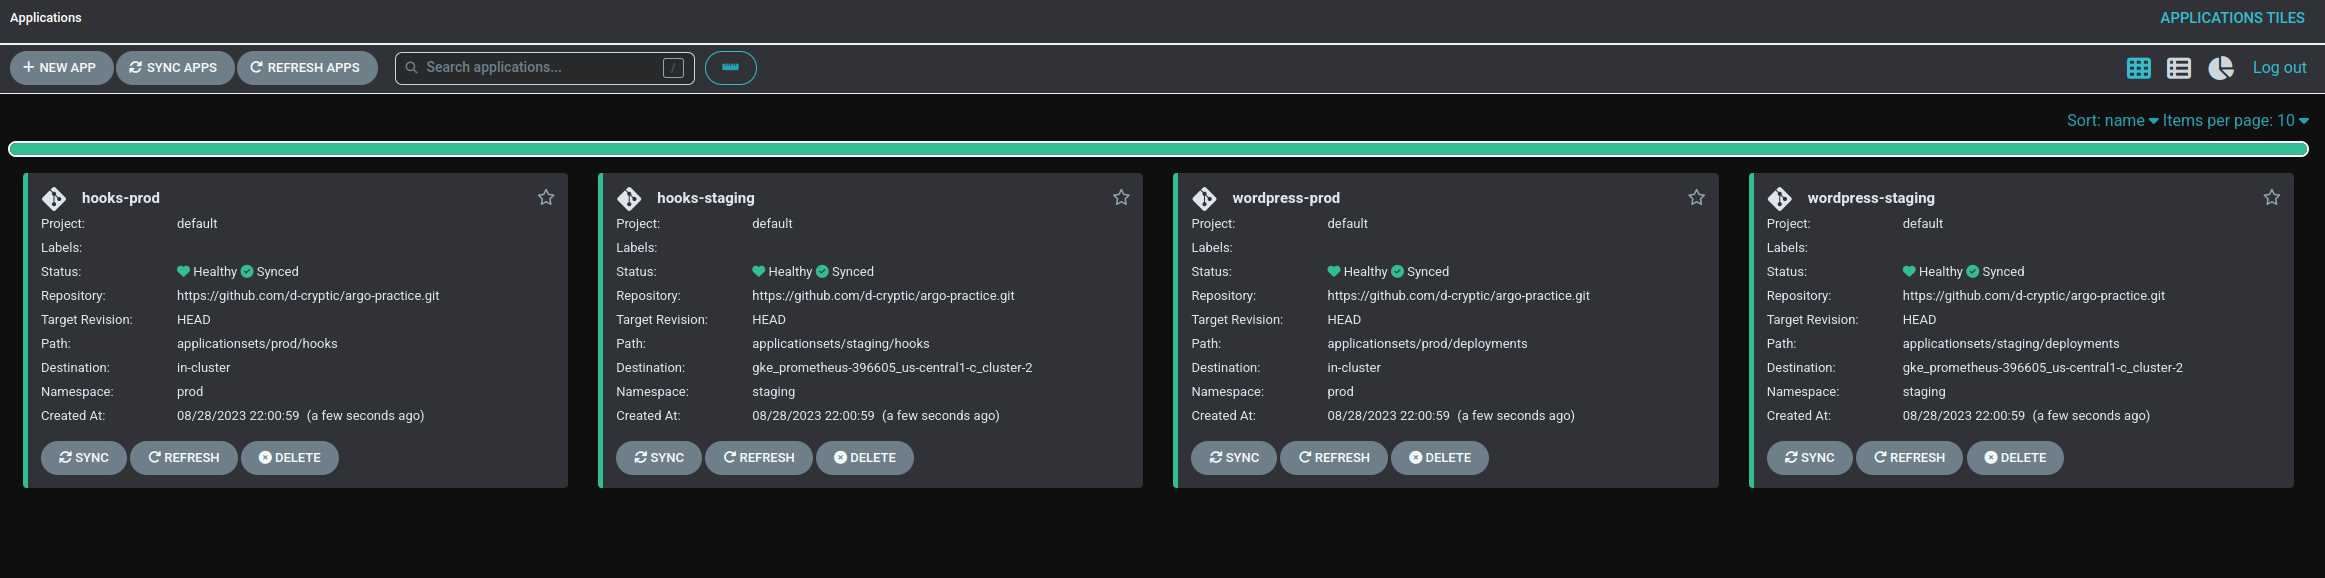 Applications
APPLICATIONS TILES
NEW APP SYNC APPS REFRESH APPS Search applications... / Log out
Sort: name Items per page: 10
hooks-prod
Project: default
Labels:
Status: Healthy Synced
Repository: https://github.com/d-cryptic/argo-practice.git
Target Revision: HEAD
Path: applicationsets/prod/hooks
Destination: in-cluster
Namespace: prod
Created At: 08/28/2023 22:00:59 (a few seconds ago)
SYNC REFRESH DELETE
hooks-staging
Project: default
Labels:
Status: Healthy Synced
Repository: https://github.com/d-cryptic/argo-practice.git
Target Revision: HEAD
Path: applicationsets/staging/hooks
Destination: gke_prometheus-396605_us-central1-c_cluster-2
Namespace: staging
Created At: 08/28/2023 22:00:59 (a few seconds ago)
SYNC REFRESH DELETE
wordpress-prod
Project: default
Labels:
Status: Healthy Synced
Repository: https://github.com/d-cryptic/argo-practice.git
Target Revision: HEAD
Path: applicationsets/prod/deployments
Destination: in-cluster
Namespace: prod
Created At: 08/28/2023 22:00:59 (a few seconds ago)
SYNC REFRESH DELETE
wordpress-staging
Project: default
Labels:
Status: Healthy Synced
Repository: https://github.com/d-cryptic/argo-practice.git
Target Revision: HEAD
Path: applicationsets/staging/deployments
Destination: gke_prometheus-396605_us-central1-c_cluster-2
Namespace: staging
Created At: 08/28/2023 22:00:59 (a few seconds ago)
SYNC REFRESH DELETE